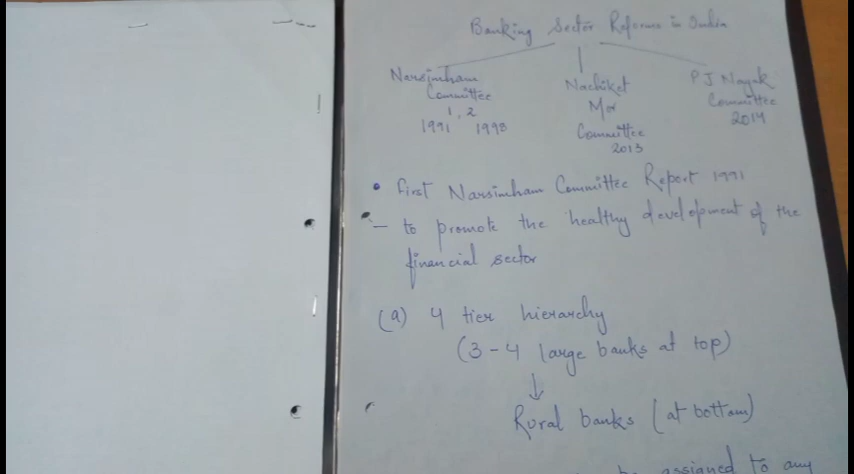 Banking Sector Reforms in India
Narsimham
Committee
1, 2
1991 1998
Nachiket
Mor
Committee
2013
P J Nayak
Committee
2014
• First Narsimham Committee Report 1991
– to promote the healthy development of the
financial sector
(a) 4 tier hierarchy
(3-4 large banks at top)
↓
Rural banks (at bottom)
be assigned to any